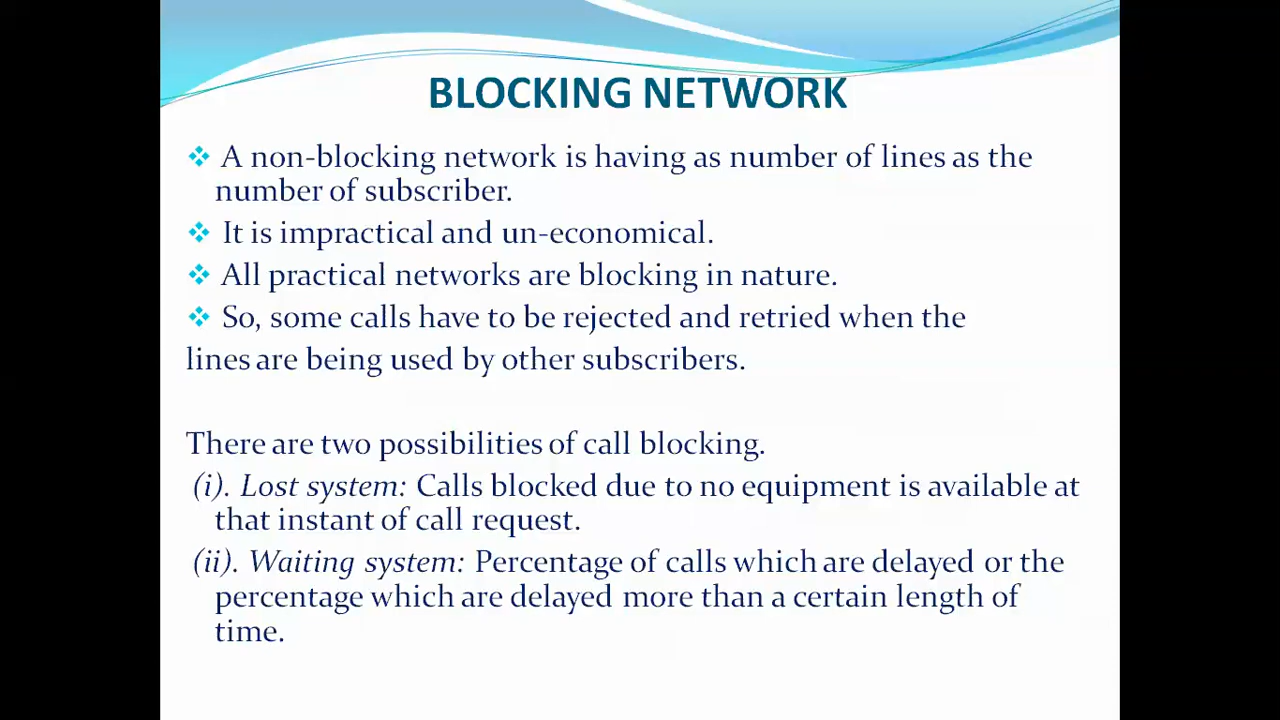 BLOCKING NETWORK
❖ A non-blocking network is having as number of lines as the
number of subscriber.
❖ It is impractical and un-economical.
❖ All practical networks are blocking in nature.
❖ So, some calls have to be rejected and retried when the
lines are being used by other subscribers.
There are two possibilities of call blocking.
(i). Lost system: Calls blocked due to no equipment is available at
that instant of call request.
(ii). Waiting system: Percentage of calls which are delayed or the
percentage which are delayed more than a certain length of
time.